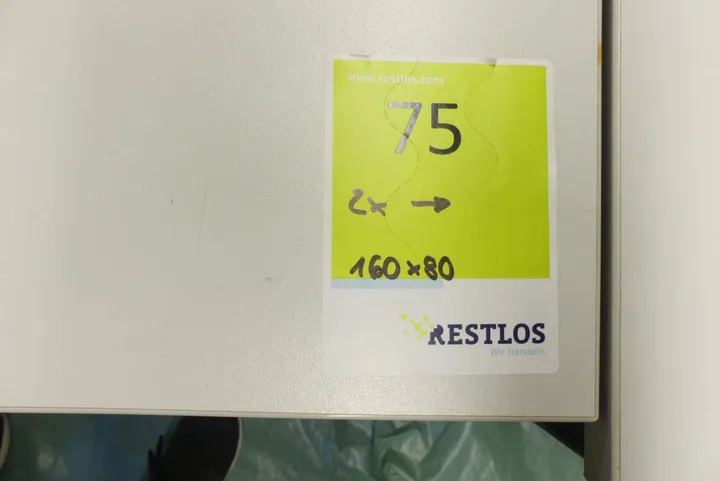 www.restlos.com
75
2x →
160x80
RESTLOS
Wir handeln.